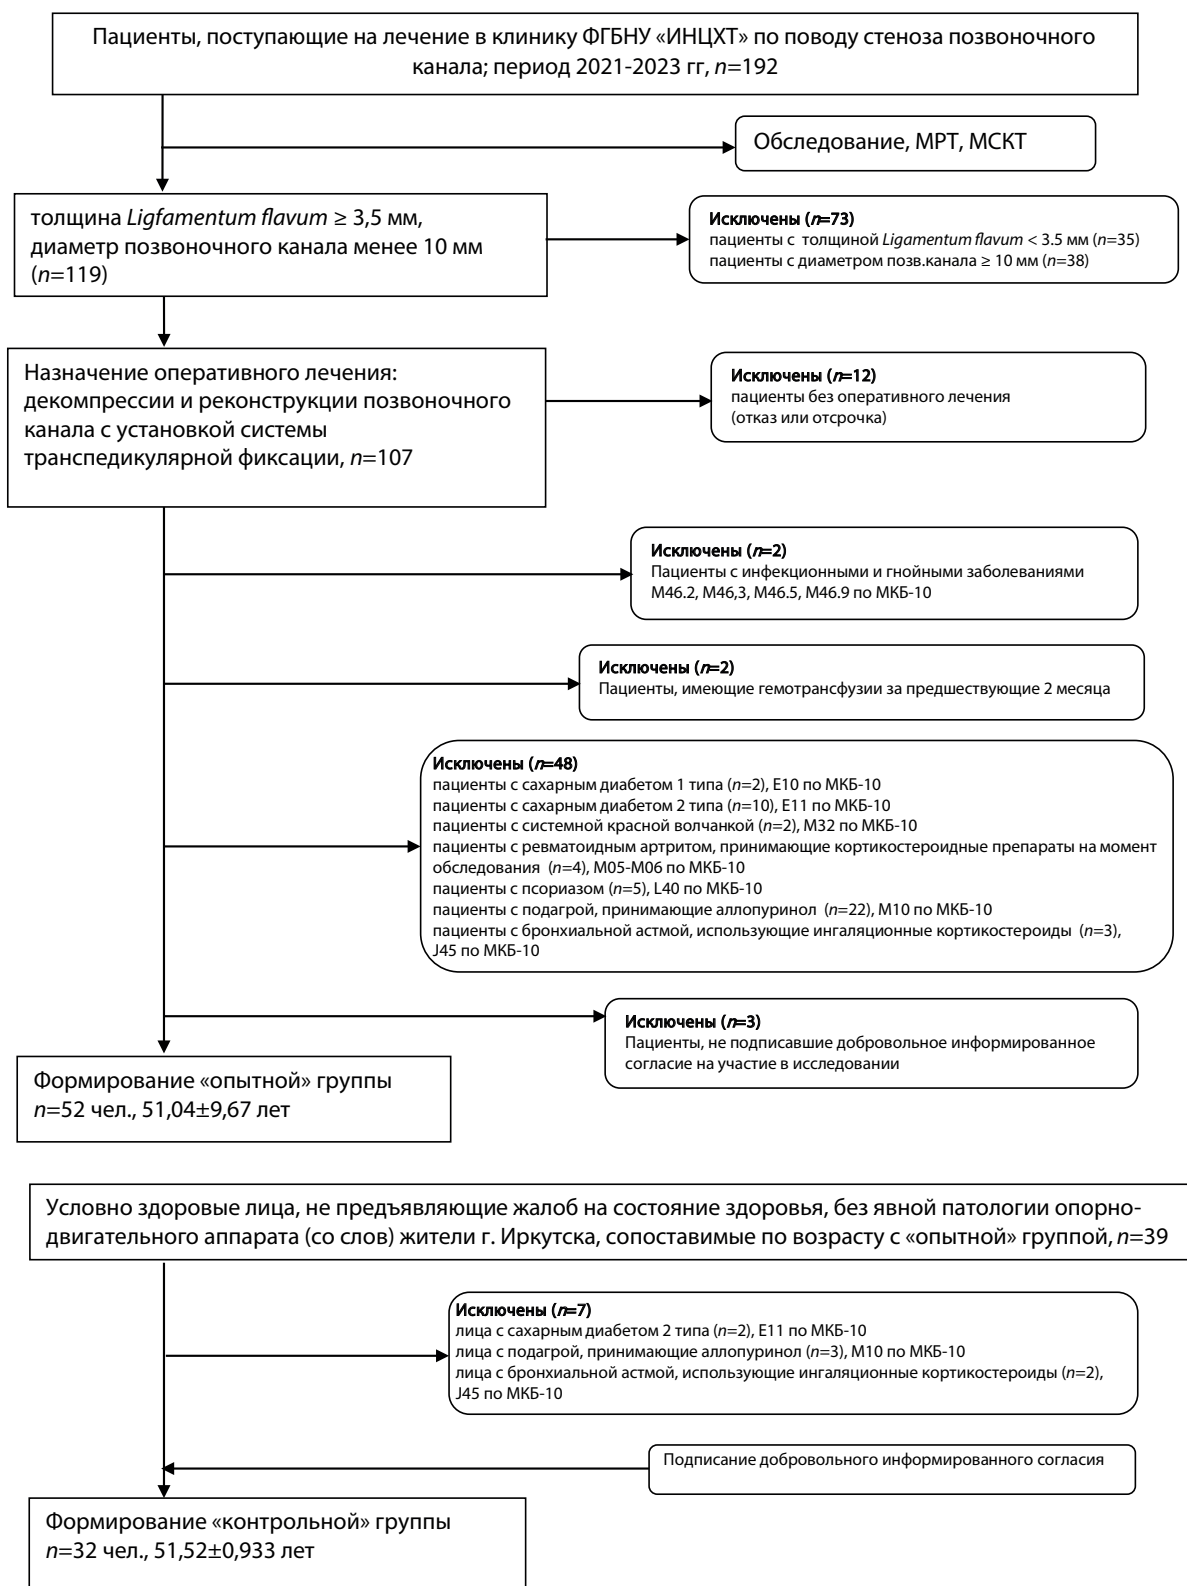 Пациенты, поступающие на лечение в клинику ФГБНУ «ИНЦХТ» по поводу стеноза позвоночного
канала; период 2021-2023 гг, n=192
Обследование, МРТ, МСКТ
толщина Ligfamentum flavum ≥ 3,5 мм,
диаметр позвоночного канала менее 10 мм
(n=119)
Исключены (n=73)
пациенты с толщиной Ligamentum flavum < 3.5 мм (n=35)
пациенты с диаметром позв.канала ≥ 10 мм (n=38)
Назначение оперативного лечения:
декомпрессии и реконструкции позвоночного
канала с установкой системы
транспедикулярной фиксации, n=107
Исключены (n=12)
пациенты без оперативного лечения
(отказ или отсрочка)
Исключены (n=2)
Пациенты с инфекционными и гнойными заболеваниями
М46.2, М46,3, М46.5, М46.9 по МКБ-10
Исключены (n=2)
Пациенты, имеющие гемотрансфузии за предшествующие 2 месяца
Исключены (n=48)
пациенты с сахарным диабетом 1 типа (n=2), E10 по МКБ-10
пациенты с сахарным диабетом 2 типа (n=10), E11 по МКБ-10
пациенты с системной красной волчанкой (n=2), M32 по МКБ-10
пациенты с ревматоидным артритом, принимающие кортикостероидные препараты на момент
обследования (n=4), M05-M06 по МКБ-10
пациенты с псориазом (n=5), L40 по МКБ-10
пациенты с подагрой, принимающие аллопуринол (n=22), M10 по МКБ-10
пациенты с бронхиальной астмой, использующие ингаляционные кортикостероиды (n=3),
J45 по МКБ-10
Исключены (n=3)
Пациенты, не подписавшие добровольное информированное
согласие на участие в исследовании
Формирование «опытной» группы
n=52 чел., 51,04±9,67 лет
Условно здоровые лица, не предъявляющие жалоб на состояние здоровья, без явной патологии опорно-
двигательного аппарата (со слов) жители г. Иркутска, сопоставимые по возрасту с «опытной» группой, n=39
Исключены (n=7)
лица с сахарным диабетом 2 типа (n=2), E11 по МКБ-10
лица с подагрой, принимающие аллопуринол (n=3), M10 по МКБ-10
лица с бронхиальной астмой, использующие ингаляционные кортикостероиды (n=2),
J45 по МКБ-10
Подписание добровольного информированного согласия
Формирование «контрольной» группы
n=32 чел., 51,52±0,933 лет